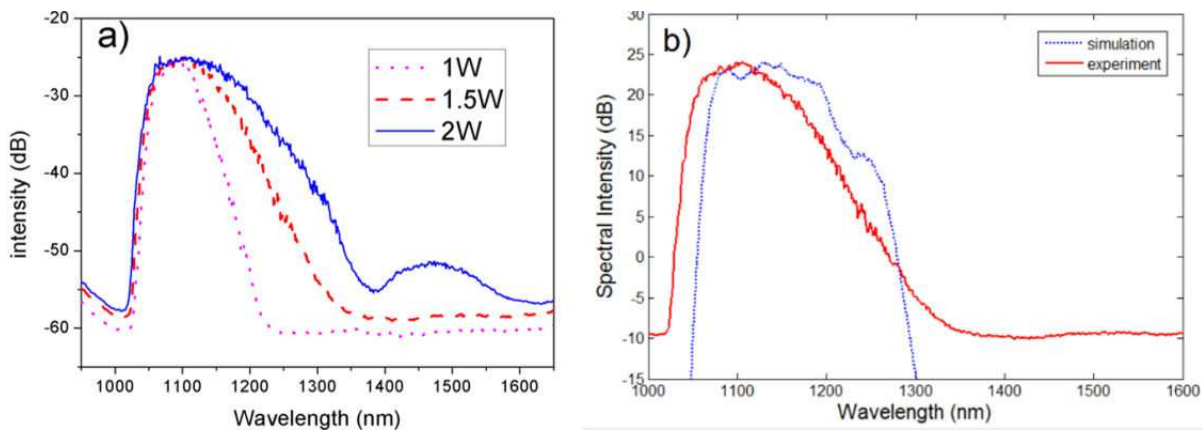 a)
1W
1.5W
2W
-20
-30
-40
-50
-60
intensity (dB)
1000 1100 1200 1300 1400 1500 1600
Wavelength (nm)
b)
simulation
experiment
30
25
20
15
10
5
0
-5
-10
-15
Spectral Intensity (dB)
1000 1100 1200 1300 1400 1500 1600
Wavelength (nm)